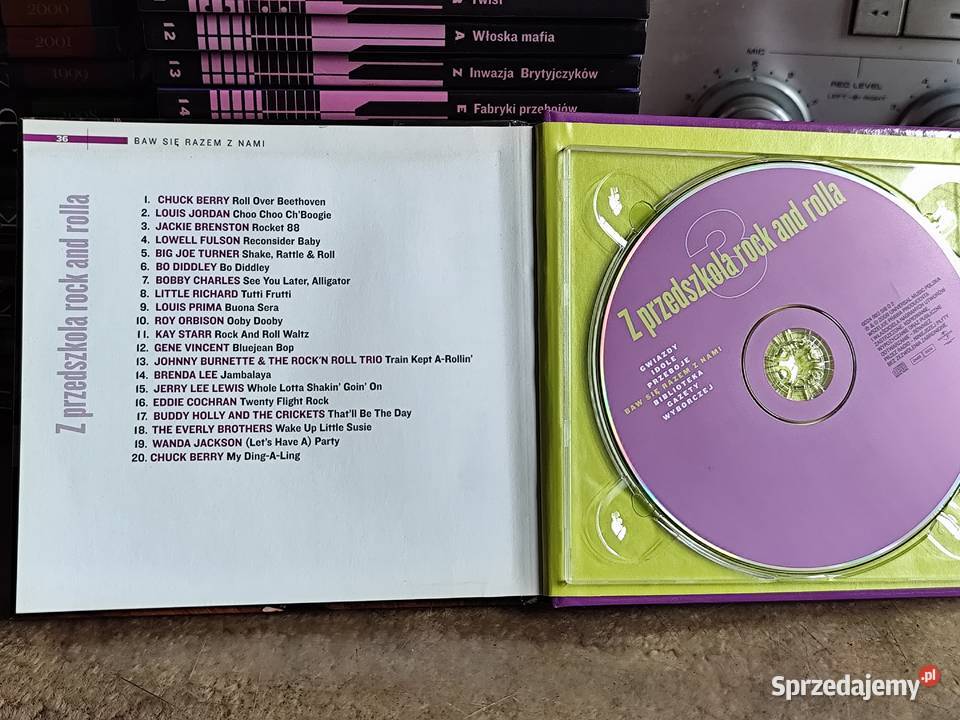 2000
2001
1999
Twist
12 A Włoska mafia
13 Z Inwazja Brytyjczyków
14 E Fabryki przebojów
MIC
REC LEVEL
LEFT-O-RIGHT
36 BAW SIĘ RAZEM Z NAMI
Z przedszkola rock and rolla
1. CHUCK BERRY Roll Over Beethoven
2. LOUIS JORDAN Choo Choo Ch'Boogie
3. JACKIE BRENSTON Rocket 88
4. LOWELL FULSON Reconsider Baby
5. BIG JOE TURNER Shake, Rattle & Roll
6. BO DIDDLEY Bo Diddley
7. BOBBY CHARLES See You Later, Alligator
8. LITTLE RICHARD Tutti Frutti
9. LOUIS PRIMA Buona Sera
10. ROY ORBISON Ooby Dooby
11. KAY STARR Rock And Roll Waltz
12. GENE VINCENT Bluejean Bop
13. JOHNNY BURNETTE & THE ROCK'N ROLL TRIO Train Kept A-Rollin'
14. BRENDA LEE Jambalaya
15. JERRY LEE LEWIS Whole Lotta Shakin' Goin' On
16. EDDIE COCHRAN Twenty Flight Rock
17. BUDDY HOLLY AND THE CRICKETS That'll Be The Day
18. THE EVERLY BROTHERS Wake Up Little Susie
19. WANDA JACKSON (Let's Have A) Party
20. CHUCK BERRY My Ding-A-Ling
3
Z przedszkola rock and rolla
GWIAZDY
IDOLE
PRZEBOJE
BAW SIĘ RAZEM Z NAMI
BIBLIOTEKA
GAZETY
WYBORCZEJ
Sprzedajemy.pl